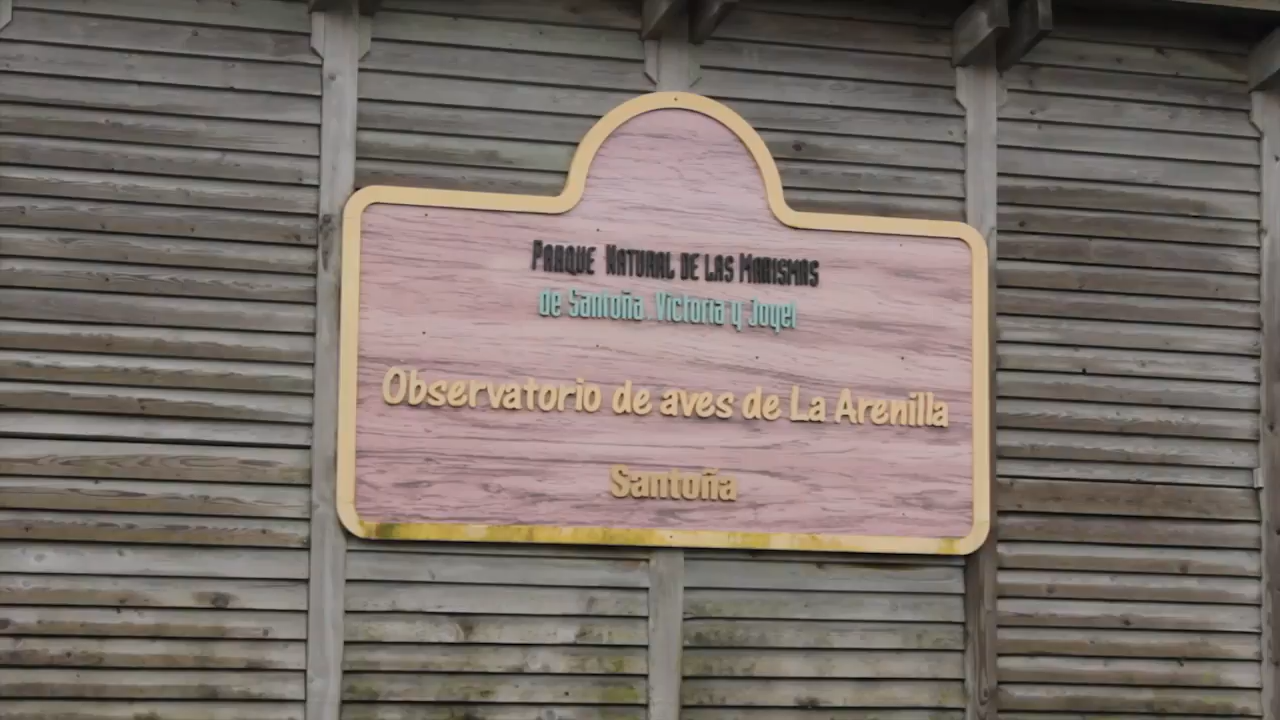 PARQUE NATURAL DE LAS MARISMAS
de Santoña, Victoria y Joyel
Observatorio de aves de La Arenilla
Santoña